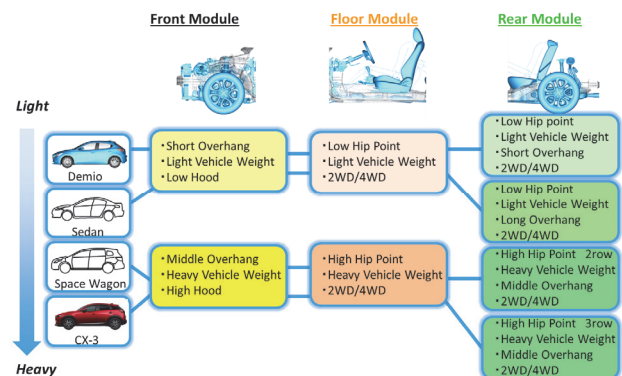 Front Module
Floor Module
Rear Module
Light
Demio
Sedan
Space Wagon
CX-3
Heavy
・Short Overhang
・Light Vehicle Weight
・Low Hood
・Middle Overhang
・Heavy Vehicle Weight
・High Hood
・Low Hip Point
・Light Vehicle Weight
・2WD/4WD
・High Hip Point
・Heavy Vehicle Weight
・2WD/4WD
・Low Hip point
・Light Vehicle Weight
・Short Overhang
・2WD/4WD
・Low Hip Point
・Light Vehicle Weight
・Long Overhang
・2WD/4WD
・High Hip Point 2row
・Heavy Vehicle Weight
・Middle Overhang
・2WD/4WD
・High Hip Point 3row
・Heavy Vehicle Weight
・Middle Overhang
・2WD/4WD